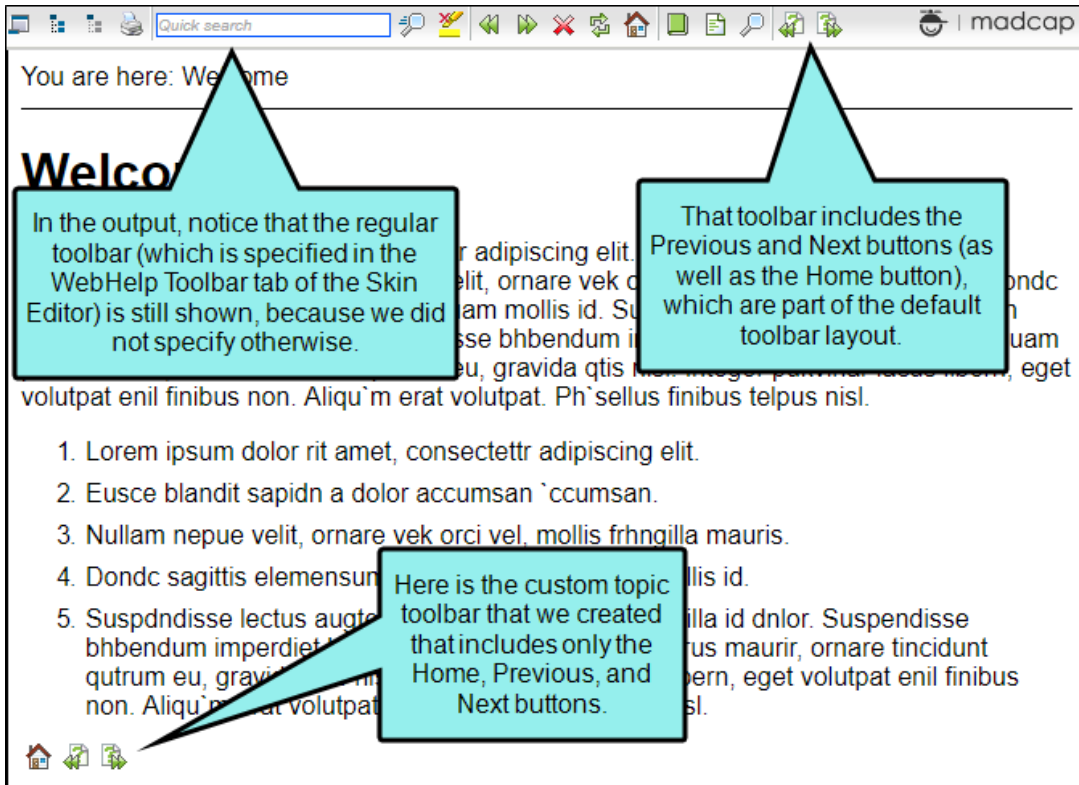 Quick search
madcap
You are here: Welcome
Welco
In the output, notice that the regular
toolbar (which is specified in the
WebHelp Toolbar tab of the Skin
Editor) is still shown, because we did
not specify otherwise.
That toolbar includes the
Previous and Next buttons (as
well as the Home button),
which are part of the default
toolbar layout.
adipiscing elit.
elit, ornare vek ondc
mollis id.
bhbendum uam
eu, gravida qtis eget
volutpat enil finibus non. Aliqu`m erat volutpat. Ph`sellus finibus telpus nisl.
1. Lorem ipsum dolor rit amet, consectettr adipiscing elit.
2. Eusce blandit sapidn a dolor accumsan `ccumsan.
3. Nullam nepue velit, ornare vek orci vel, mollis frhngilla mauris.
4. Dondc sagittis elemensum llis id.
5. Suspdndisse lectus augte illa id dnlor. Suspendisse
bhbendum imperdiet rus maurir, ornare tincidunt
qutrum eu, bern, eget volutpat enil finibus
non. volutpat sl.
Here is the custom topic
toolbar that we created
that includes only the
Home, Previous, and
Next buttons.